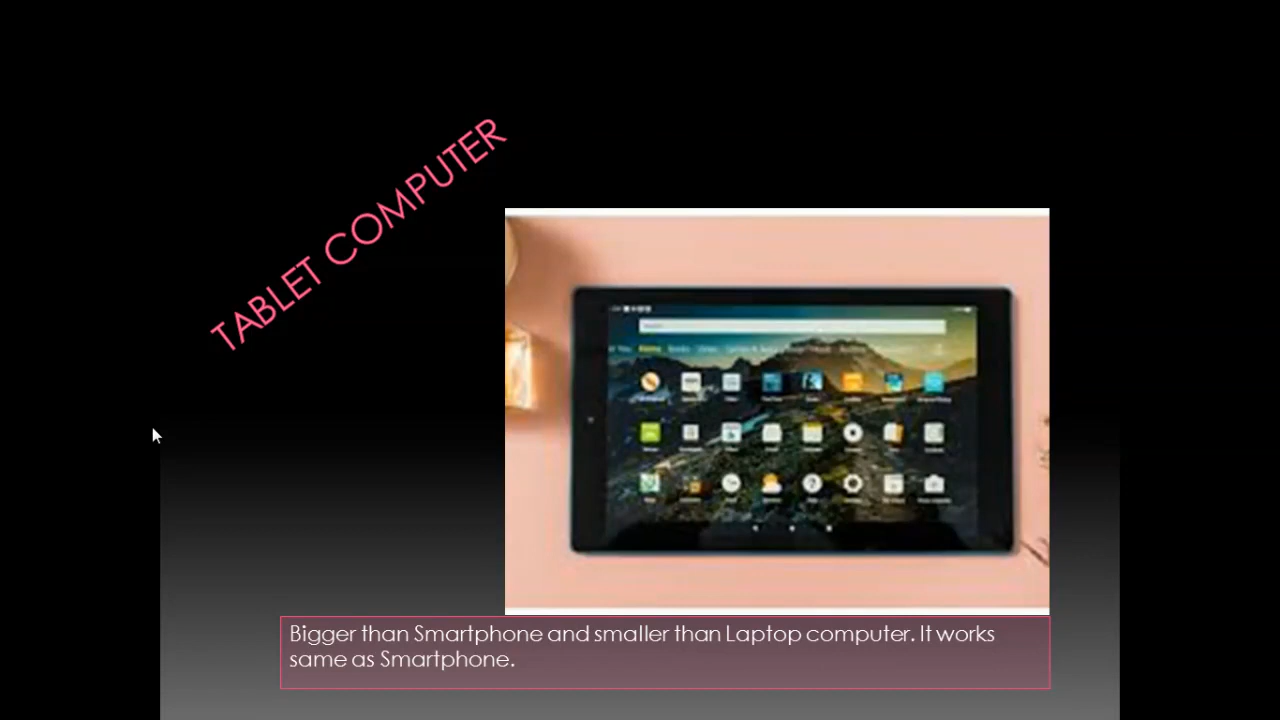 TABLET COMPUTER
Bigger than Smartphone and smaller than Laptop computer. It works
same as Smartphone.